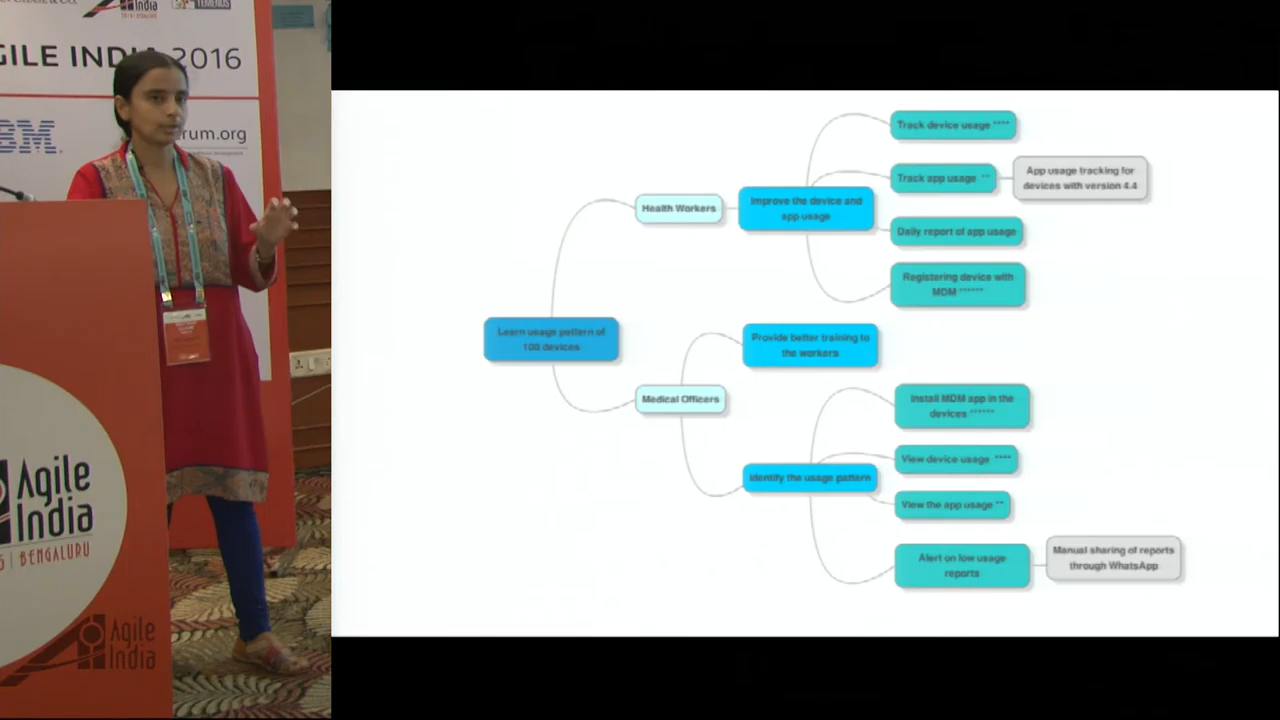 AGILE INDIA 2016
IBM
rum.org
Agile
India
BENGALURU
Agile
India
Learn usage pattern of
100 devices
Health Workers
Improve the device and
app usage
Track device usage ****
Track app usage **
App usage tracking for
devices with version 4.4
Daily report of app usage
Registering device with
MDM ******
Medical Officers
Provide better training to
the workers
Identify the usage pattern
Install MDM app in the
devices ******
View device usage ****
View the app usage **
Alert on low usage
reports
Manual sharing of reports
through WhatsApp